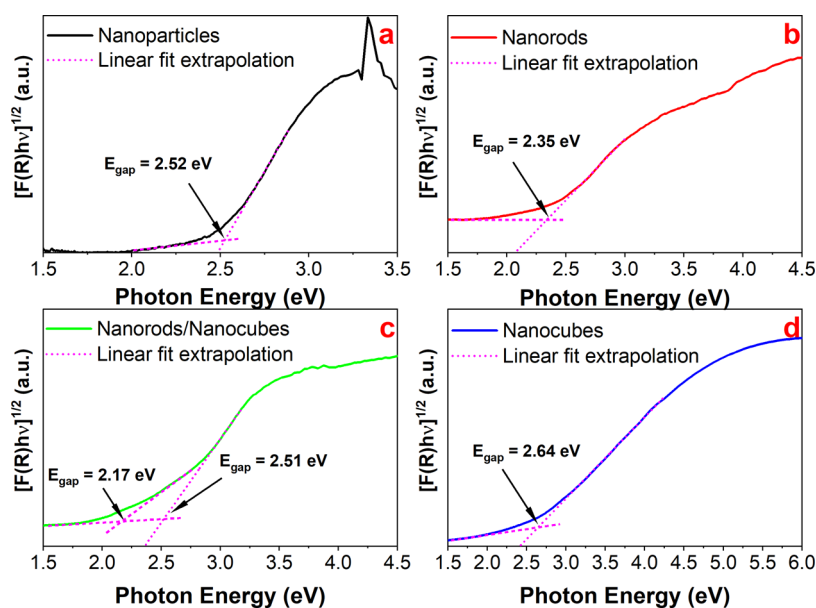 a
Nanoparticles
Linear fit extrapolation
E_gap = 2.52 eV
[F(R)hν]^1/2 (a.u.)
1.5 2.0 2.5 3.0 3.5
Photon Energy (eV)
b
Nanorods
Linear fit extrapolation
E_gap = 2.35 eV
[F(R)hν]^1/2 (a.u.)
1.5 2.0 2.5 3.0 3.5 4.0 4.5
Photon Energy (eV)
c
Nanorods/Nanocubes
Linear fit extrapolation
E_gap = 2.17 eV
E_gap = 2.51 eV
[F(R)hν]^1/2 (a.u.)
1.5 2.0 2.5 3.0 3.5 4.0 4.5
Photon Energy (eV)
d
Nanocubes
Linear fit extrapolation
E_gap = 2.64 eV
[F(R)hν]^1/2 (a.u.)
1.5 2.0 2.5 3.0 3.5 4.0 4.5 5.0 5.5 6.0
Photon Energy (eV)